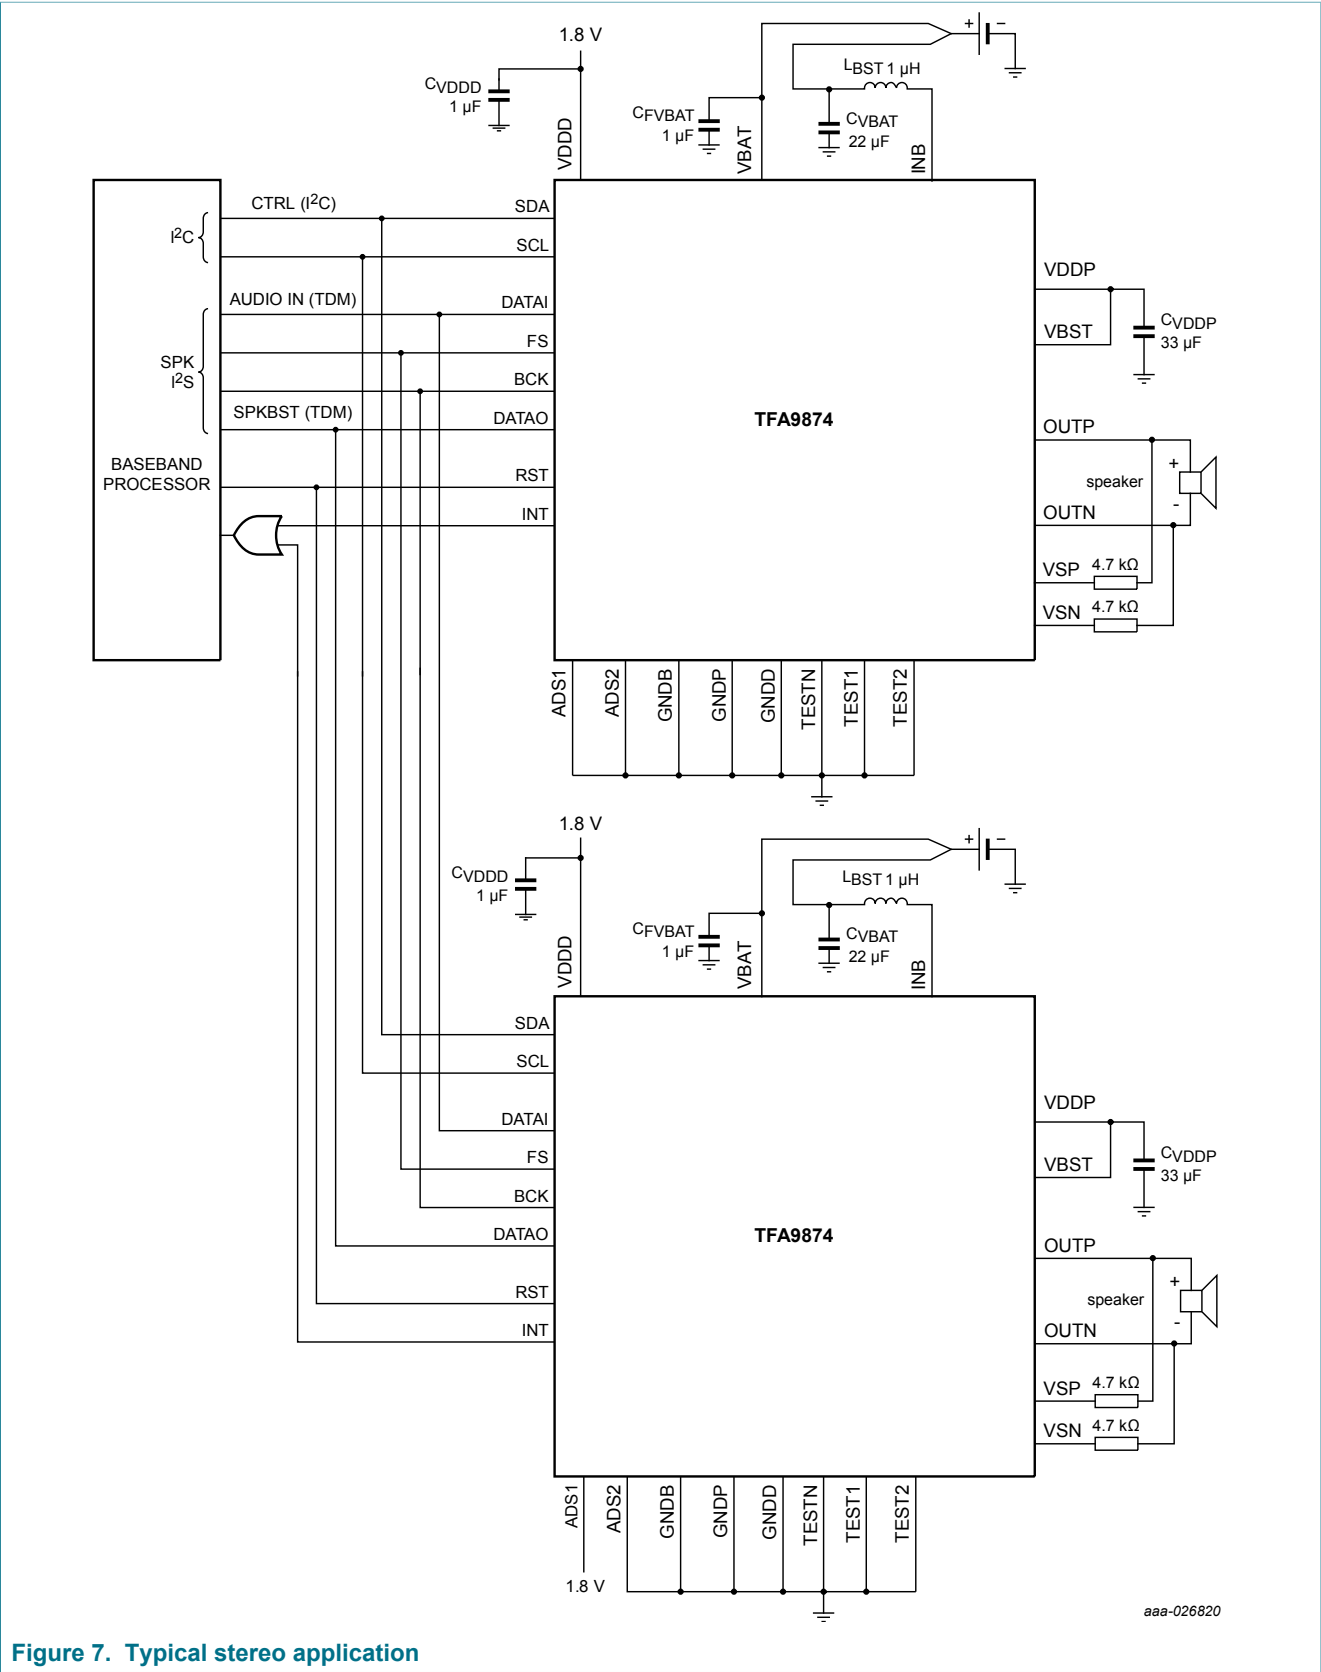 1.8 V
CVDDD
1 µF
VDDD
CFVBAT
1 µF
VBAT
+ −
LBST 1 µH
CVBAT
22 µF
INB
I2C
CTRL (I2C)
SDA
SCL
AUDIO IN (TDM)
DATAI
FS
SPK
I2S
BCK
SPKBST (TDM)
DATAO
BASEBAND
PROCESSOR
RST
INT
TFA9874
VDDP
VBST
CVDDP
33 µF
OUTP
+
speaker
-
OUTN
VSP 4.7 kΩ
VSN 4.7 kΩ
ADS1
ADS2
GNDB
GNDP
GNDD
TESTN
TEST1
TEST2
1.8 V
CVDDD
1 µF
VDDD
CFVBAT
1 µF
VBAT
+ −
LBST 1 µH
CVBAT
22 µF
INB
SDA
SCL
DATAI
FS
BCK
DATAO
RST
INT
TFA9874
VDDP
VBST
CVDDP
33 µF
OUTP
+
speaker
-
OUTN
VSP 4.7 kΩ
VSN 4.7 kΩ
ADS1
ADS2
GNDB
GNDP
GNDD
TESTN
TEST1
TEST2
1.8 V
aaa-026820
Figure 7. Typical stereo application